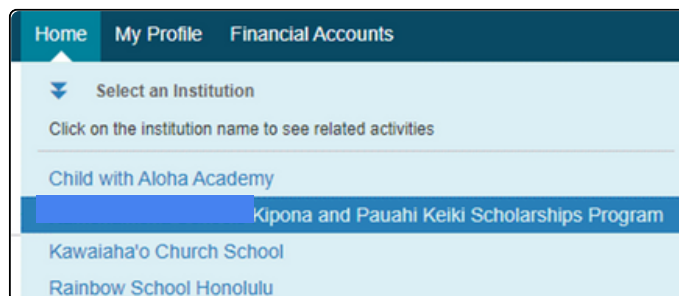 Home My Profile Financial Accounts
Select an Institution
Click on the institution name to see related activities
Child with Aloha Academy
Kipona and Pauahi Keiki Scholarships Program
Kawaiaha'o Church School
Rainbow School Honolulu